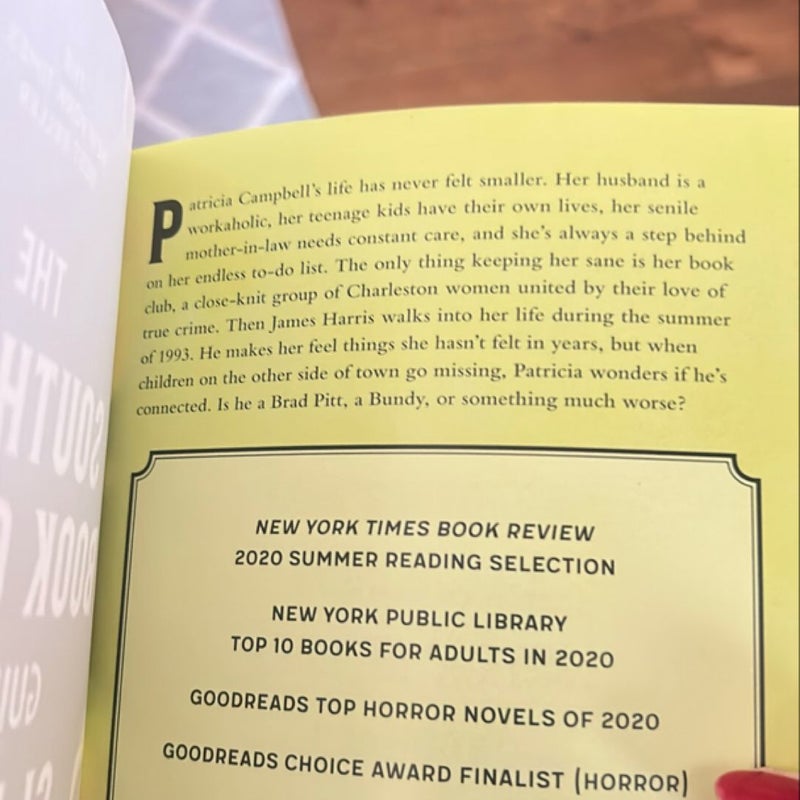 Patricia Campbell's life has never felt smaller. Her husband is a
workaholic, her teenage kids have their own lives, her senile
mother-in-law needs constant care, and she's always a step behind
on her endless to-do list. The only thing keeping her sane is her book
club, a close-knit group of Charleston women united by their love of
true crime. Then James Harris walks into her life during the summer
of 1993. He makes her feel things she hasn't felt in years, but when
children on the other side of town go missing, Patricia wonders if he's
connected. Is he a Brad Pitt, a Bundy, or something much worse?
NEW YORK TIMES BOOK REVIEW
2020 SUMMER READING SELECTION
NEW YORK PUBLIC LIBRARY
TOP 10 BOOKS FOR ADULTS IN 2020
GOODREADS TOP HORROR NOVELS OF 2020
GOODREADS CHOICE AWARD FINALIST (HORROR)
THE
BOOK